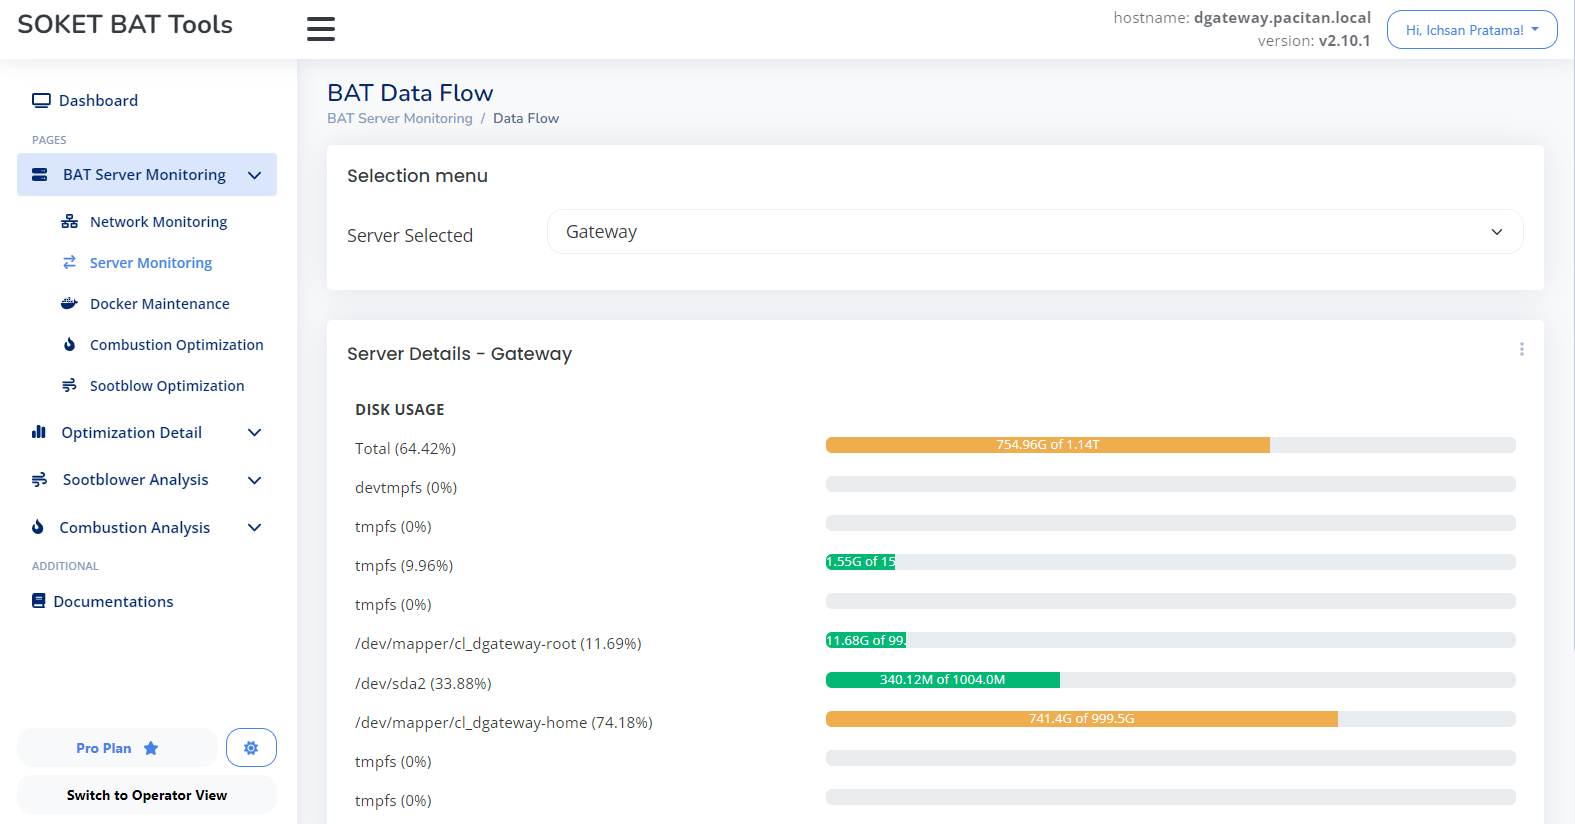 SOKET BAT Tools
hostname: dgateway.pacitan.local
version: v2.10.1
Hi, Ichsan Pratama!
Dashboard
PAGES
BAT Server Monitoring
Network Monitoring
Server Monitoring
Docker Maintenance
Combustion Optimization
Sootblow Optimization
Optimization Detail
Sootblower Analysis
Combustion Analysis
ADDITIONAL
Documentations
Pro Plan
Switch to Operator View
BAT Data Flow
BAT Server Monitoring / Data Flow
Selection menu
Server Selected
Gateway
Server Details - Gateway
DISK USAGE
Total (64.42%)
754.96G of 1.14T
devtmpfs (0%)
tmpfs (0%)
tmpfs (9.96%)
1.55G of 15
tmpfs (0%)
/dev/mapper/cl_dgateway-root (11.69%)
11.68G of 99.
/dev/sda2 (33.88%)
340.12M of 1004.0M
/dev/mapper/cl_dgateway-home (74.18%)
741.4G of 999.5G
tmpfs (0%)
tmpfs (0%)